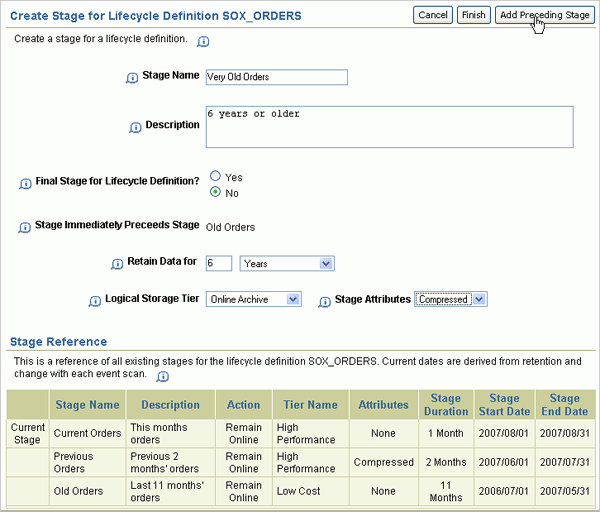 Create Stage for Lifecycle Definition SOX_ORDERS
Cancel Finish Add Preceding Stage
Create a stage for a lifecycle definition.
Stage Name Very Old Orders
Description 6 years or older
Final Stage for Lifecycle Definition? Yes
No
Stage Immediately Preceeds Stage Old Orders
Retain Data for 6 Years
Logical Storage Tier Online Archive Stage Attributes Compressed
Stage Reference
This is a reference of all existing stages for the lifecycle definition SOX_ORDERS. Current dates are derived from retention and
change with each event scan.
Stage Name Description Action Tier Name Attributes Stage Duration Stage Start Date Stage End Date
Current Stage Current Orders This months orders Remain Online High Performance None 1 Month 2007/08/01 2007/08/31
Previous Orders Previous 2 months' orders Remain Online High Performance Compressed 2 Months 2007/06/01 2007/07/31
Old Orders Last 11 months' orders Remain Online Low Cost None 11 Months 2006/07/01 2007/05/31